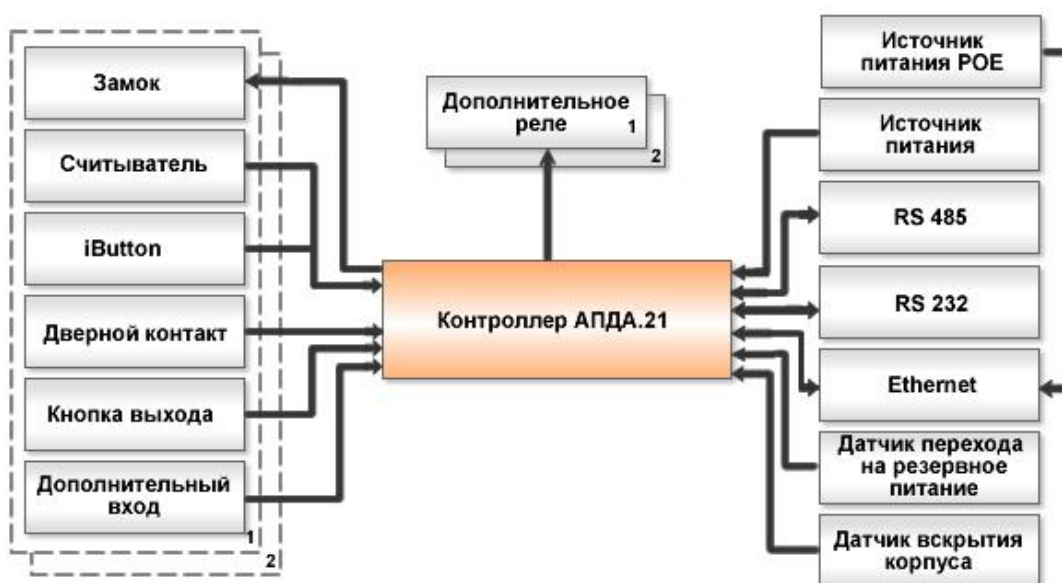 Замок
Считыватель
iButton
Дверной контакт
Кнопка выхода
Дополнительный
вход
1
2
Дополнительное
реле
1
2
Контроллер АПДА.21
Источник
питания POE
Источник
питания
RS 485
RS 232
Ethernet
Датчик перехода
на резервное
питание
Датчик вскрытия
корпуса